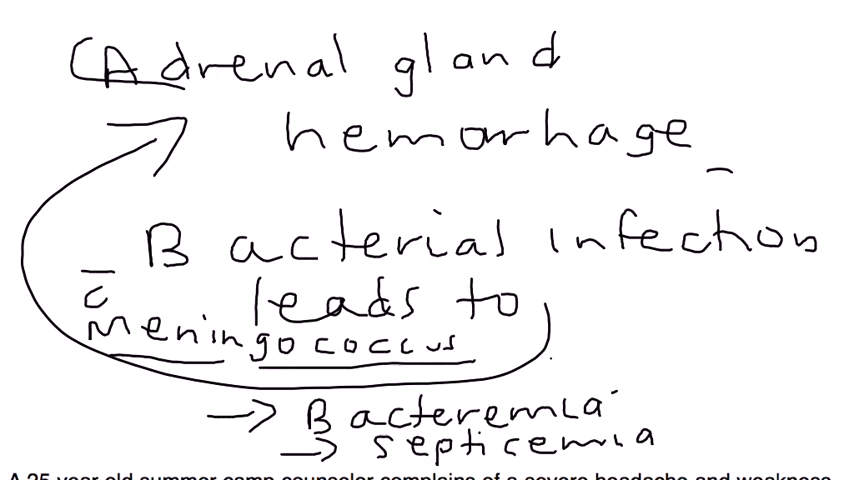 (Adrenal gland
hemorrhage
Bacterial infection
c̄ leads to
Meningococcus
→ Bacteremia
→ septicemia
A 25 year old summer camp counselor complains of a severe headache and weakness